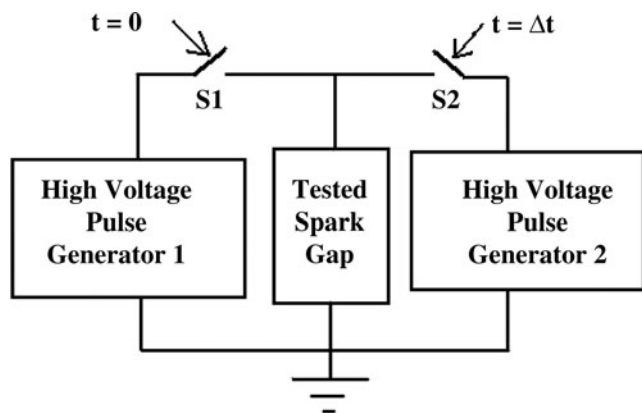 t = 0
t = Δt
S1
S2
High Voltage
Pulse
Generator 1
Tested
Spark
Gap
High Voltage
Pulse
Generator 2